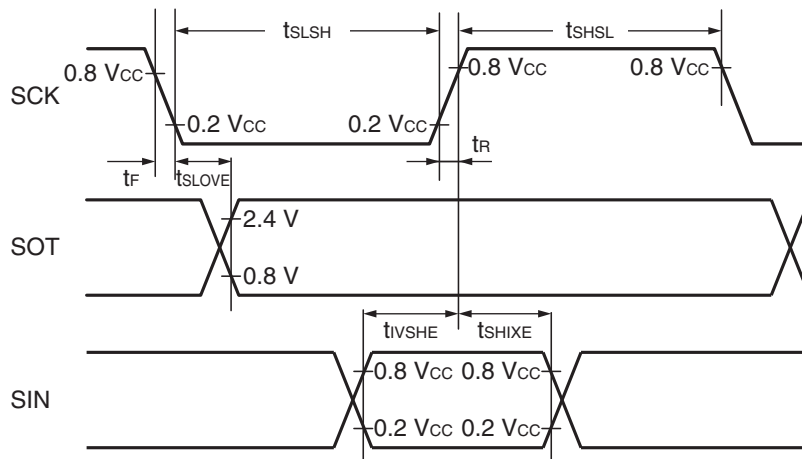 tSLSH tSHSL
SCK 0.8 VCC 0.8 VCC 0.8 VCC
0.2 VCC 0.2 VCC
tF tSLOVE tR
SOT 2.4 V
0.8 V
tIVSHE tSHIXE
SIN 0.8 VCC 0.8 VCC
0.2 VCC 0.2 VCC